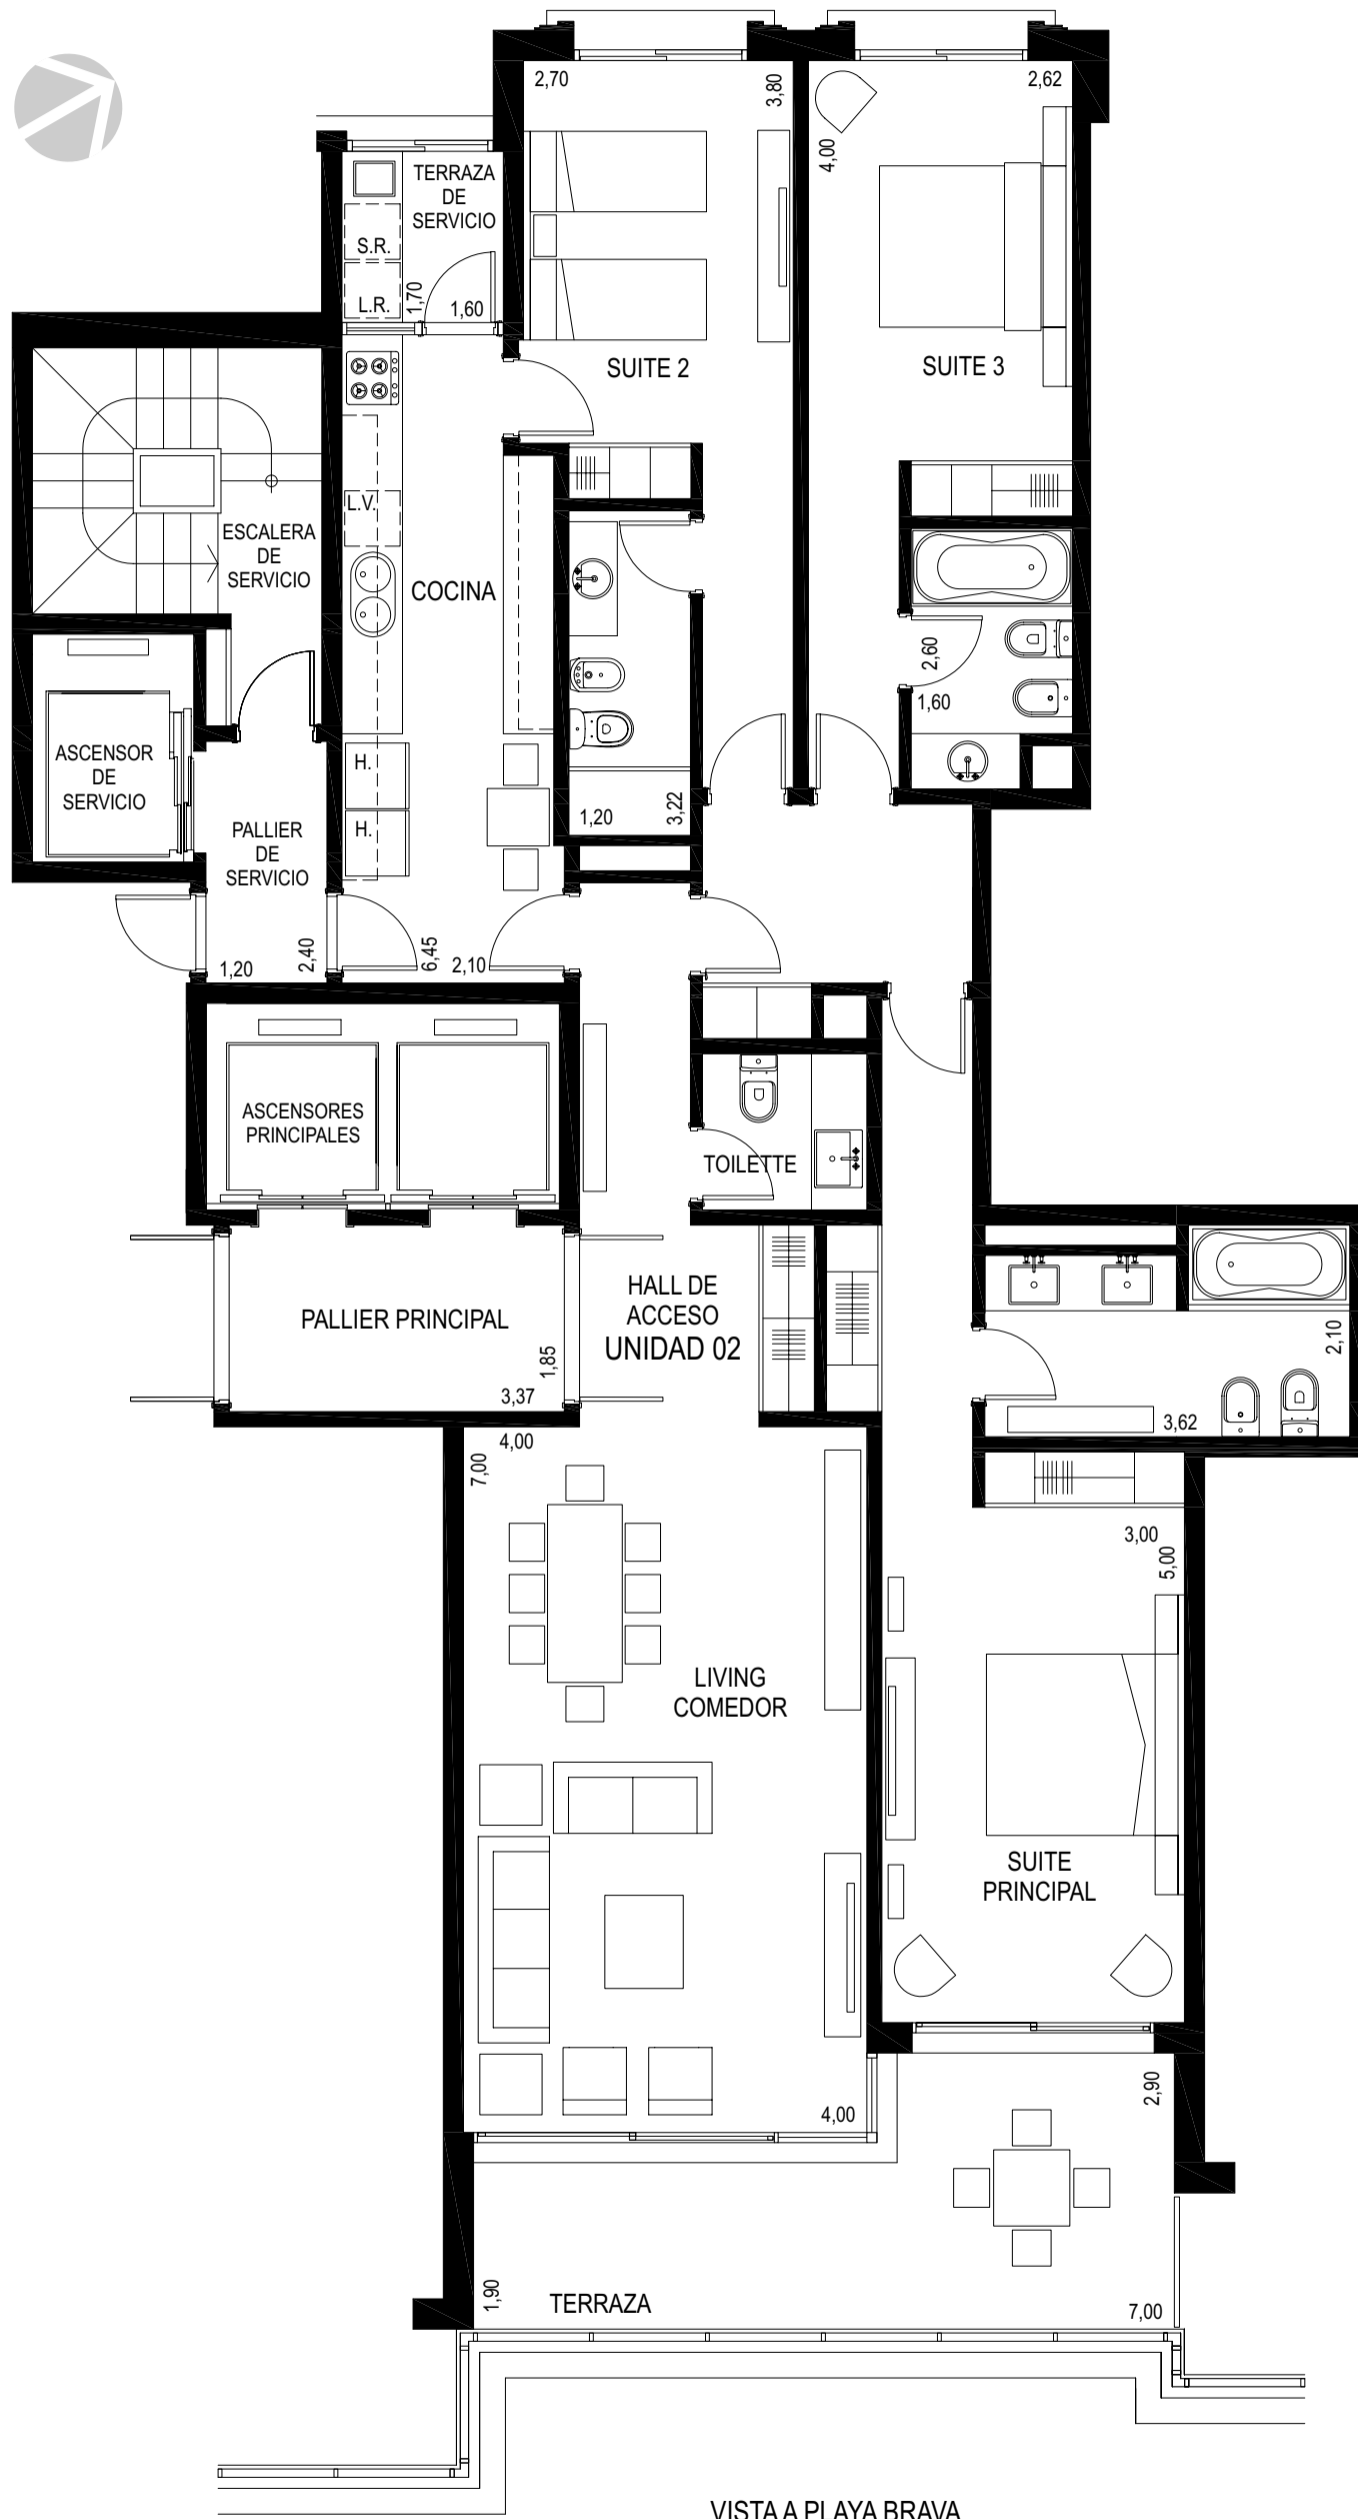 2,70
3,80
2,62
4,00
TERRAZA
DE
SERVICIO
S.R.
L.R.
1,70
1,60
SUITE 2
SUITE 3
L.V.
ESCALERA
DE
SERVICIO
COCINA
2,60
1,60
ASCENSOR
DE
SERVICIO
H.
H.
PALLIER
DE
SERVICIO
1,20
3,22
1,20
2,40
6,45
2,10
ASCENSORES
PRINCIPALES
TOILETTE
HALL DE
ACCESO
UNIDAD 02
PALLIER PRINCIPAL
1,85
3,37
2,10
3,62
4,00
7,00
3,00
5,00
LIVING
COMEDOR
SUITE
PRINCIPAL
4,00
2,90
1,90
TERRAZA
7,00
VISTA A PLAYA BRAVA